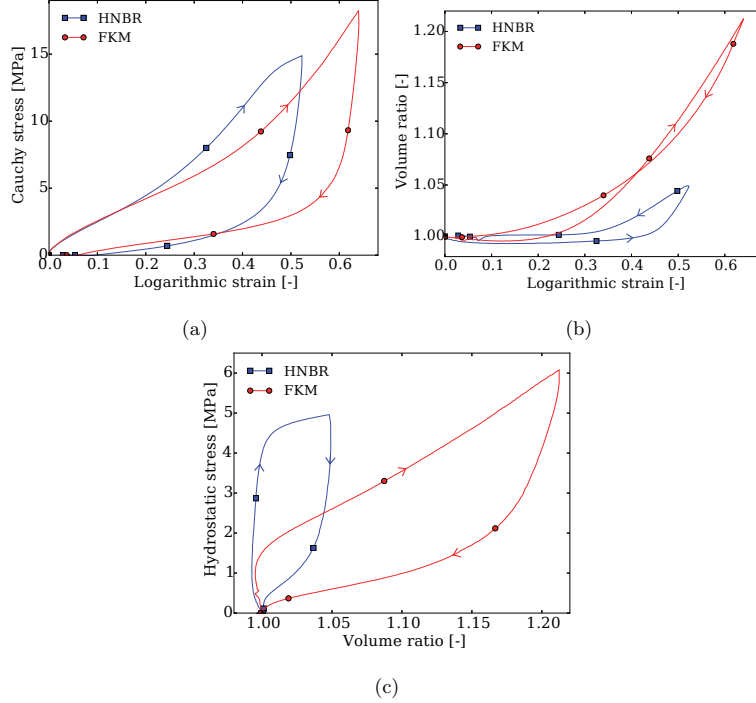 HNBR
FKM
15
10
5
0
Cauchy stress [MPa]
0.0 0.1 0.2 0.3 0.4 0.5 0.6
Logarithmic strain [-]
(a)
HNBR
FKM
1.20
1.15
1.10
1.05
1.00
Volume ratio [-]
0.0 0.1 0.2 0.3 0.4 0.5 0.6
Logarithmic strain [-]
(b)
HNBR
FKM
6
5
4
3
2
1
0
Hydrostatic stress [MPa]
1.00 1.05 1.10 1.15 1.20
Volume ratio [-]
(c)